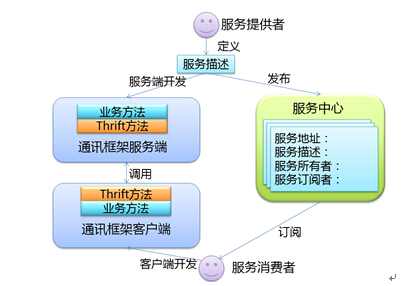 服务提供者
定义
服务描述
服务端开发
发布
业务方法
Thrift方法
通讯框架服务端
服务中心
服务地址：
服务描述：
服务所有者：
服务订阅者：
调用
Thrift方法
业务方法
通讯框架客户端
订阅
客户端开发
服务消费者